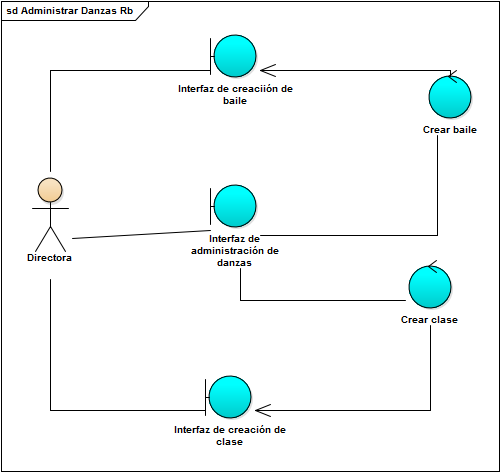 sd Administrar Danzas Rb
Interfaz de creaciión de
baile
Crear baile
Directora
Interfaz de
administración de
danzas
Crear clase
Interfaz de creación de
clase